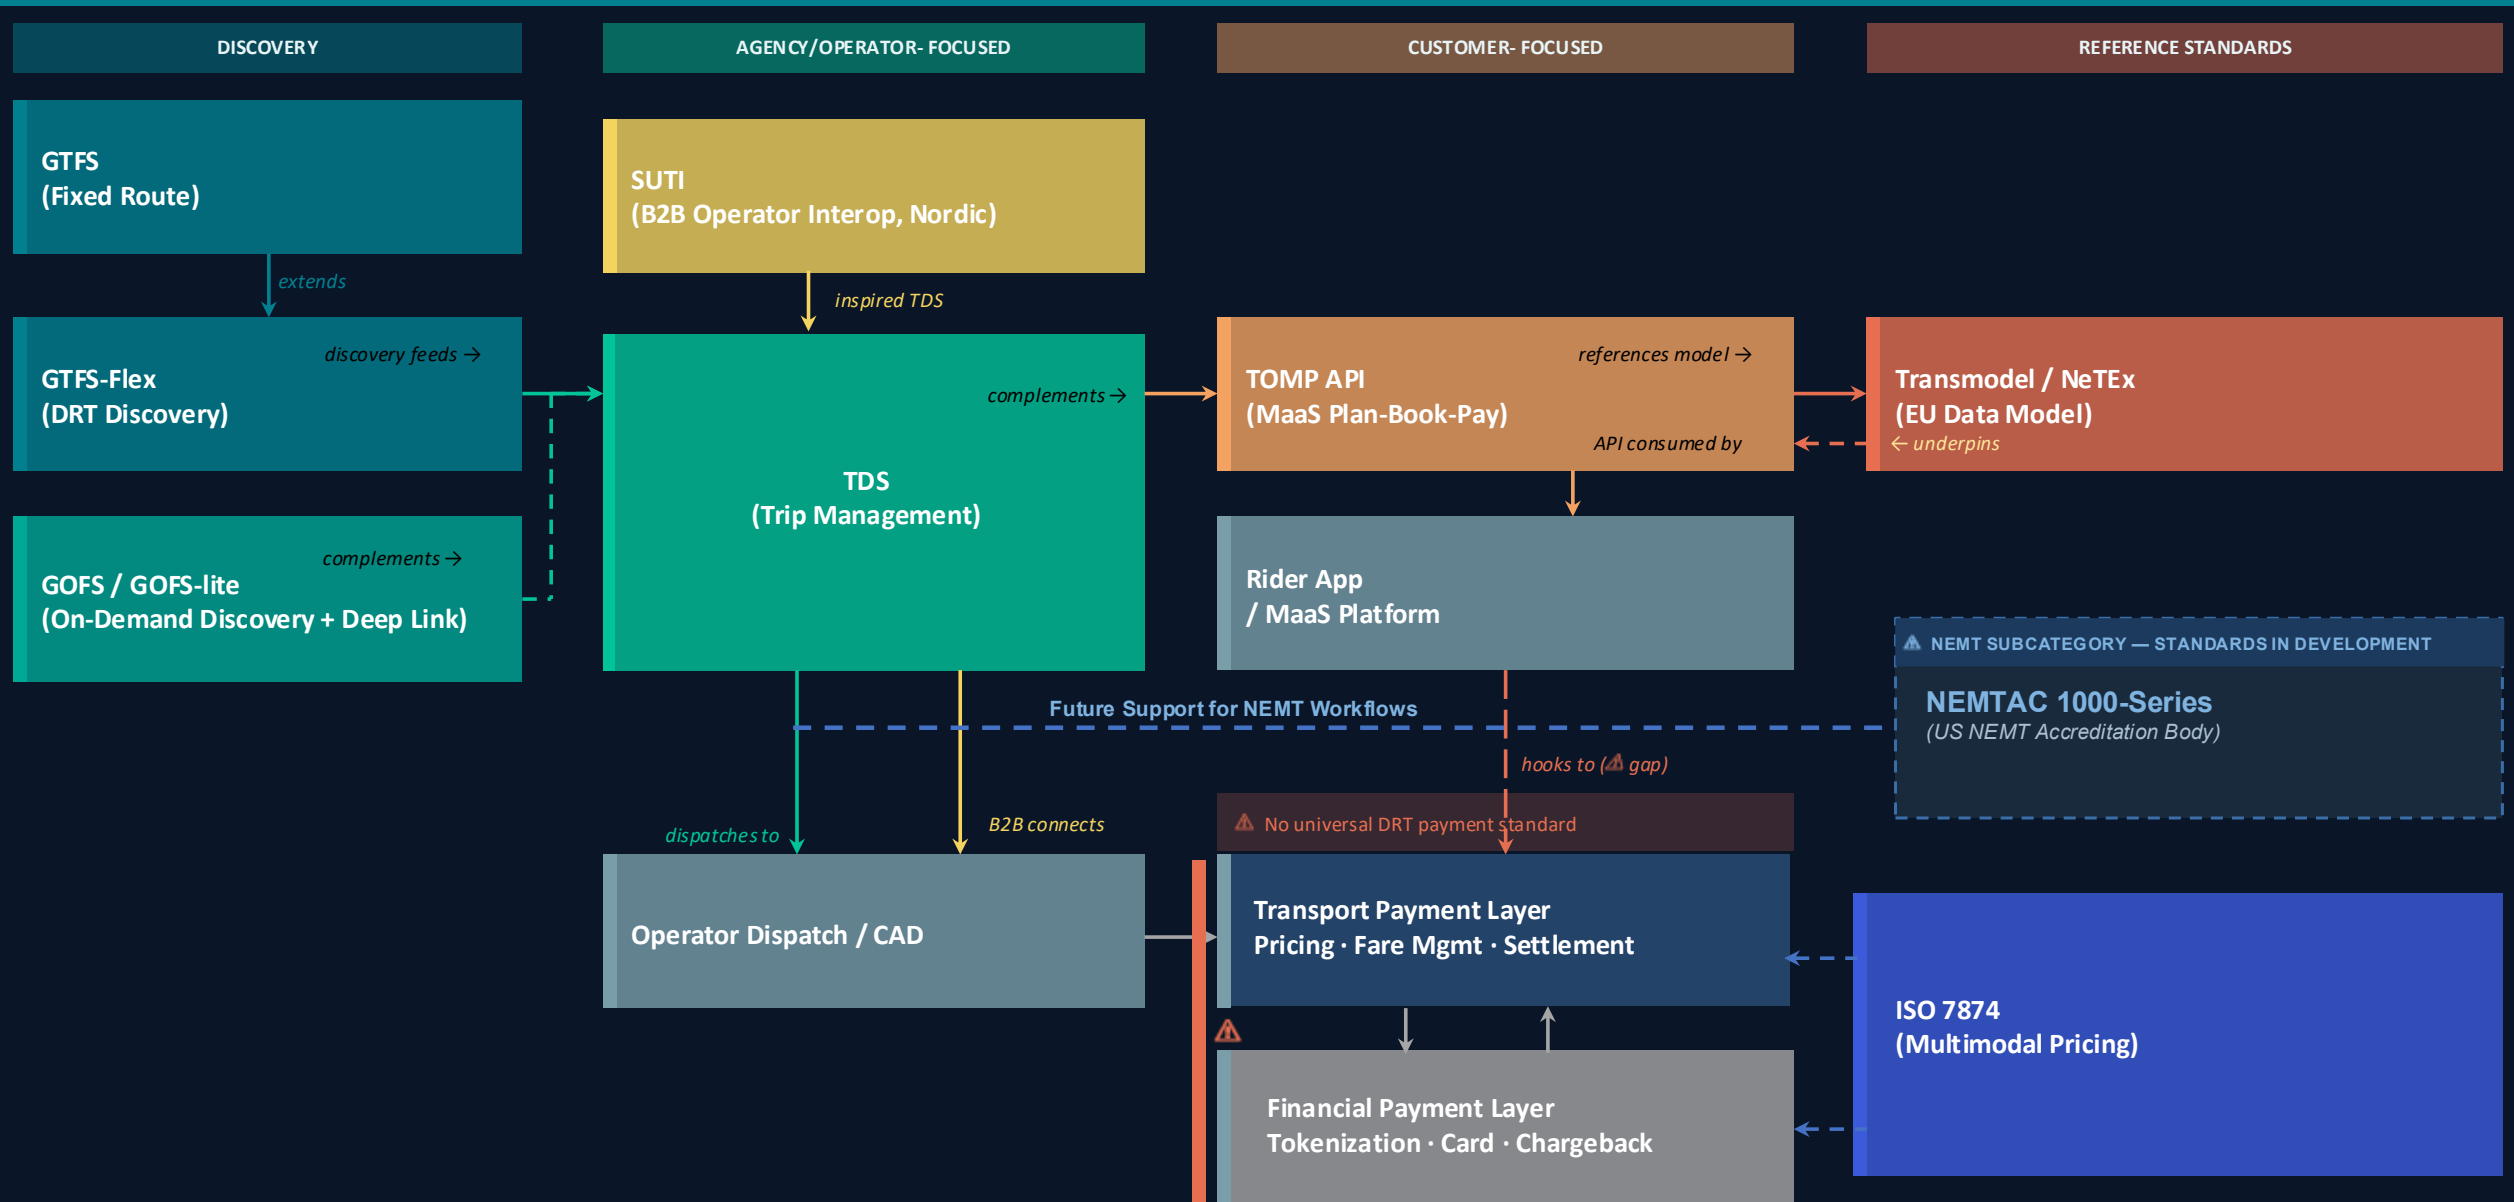 DISCOVERY
AGENCY/OPERATOR- FOCUSED
CUSTOMER- FOCUSED
REFERENCE STANDARDS
GTFS
(Fixed Route)
extends
discovery feeds →
GTFS-Flex
(DRT Discovery)
complements →
GOFS / GOFS-lite
(On-Demand Discovery + Deep Link)
SUTI
(B2B Operator Interop, Nordic)
inspired TDS
complements →
TDS
(Trip Management)
dispatches to
B2B connects
Operator Dispatch / CAD
references model →
TOMP API
(MaaS Plan-Book-Pay)
API consumed by
Rider App
/ MaaS Platform
Future Support for NEMT Workflows
hooks to (⚠ gap)
⚠ No universal DRT payment standard
Transport Payment Layer
Pricing · Fare Mgmt · Settlement
⚠
Financial Payment Layer
Tokenization · Card · Chargeback
Transmodel / NeTEx
(EU Data Model)
← underpins
⚠ NEMT SUBCATEGORY — STANDARDS IN DEVELOPMENT
NEMTAC 1000-Series
(US NEMT Accreditation Body)
ISO 7874
(Multimodal Pricing)